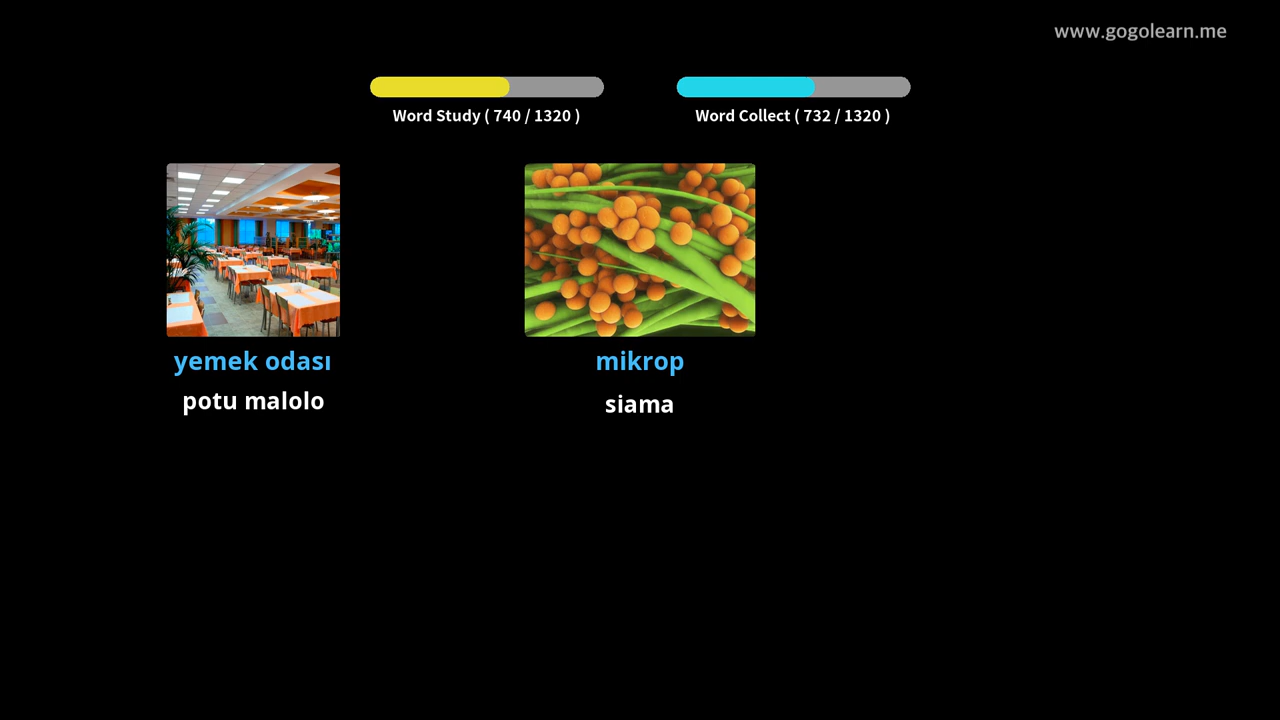 www.gogolearn.me
Word Study ( 740 / 1320 )
Word Collect ( 732 / 1320 )
yemek odası
mikrop
potu malolo
siama